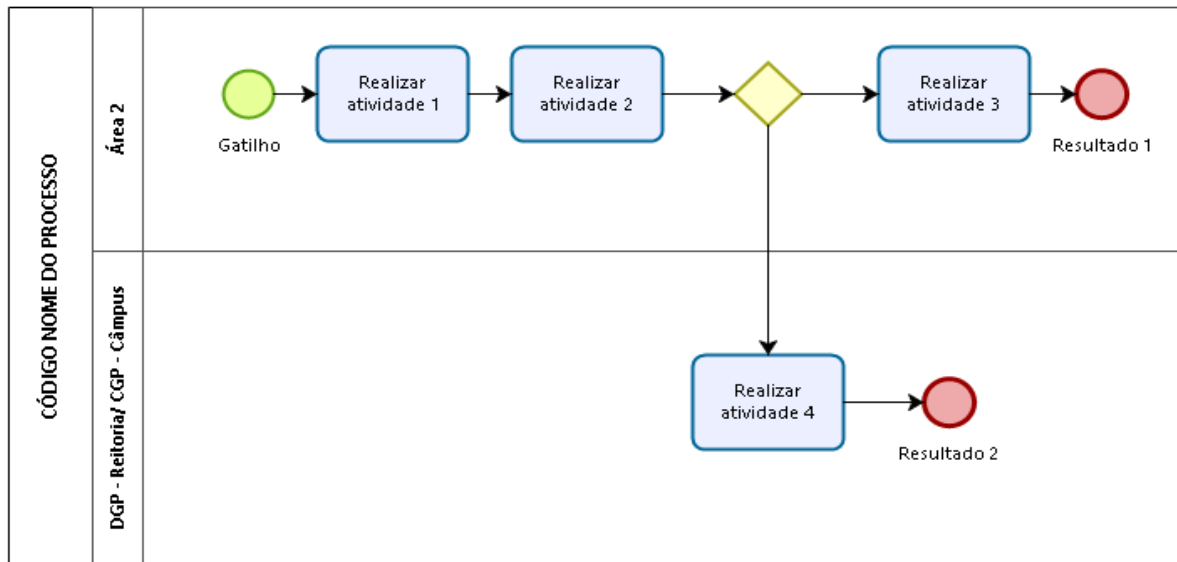 CÓDIGO NOME DO PROCESSO
Área 2
Gatilho
Realizar
atividade 1
Realizar
atividade 2
Realizar
atividade 3
Resultado 1
DGP - Reitoria/ CGP - Câmpus
Realizar
atividade 4
Resultado 2